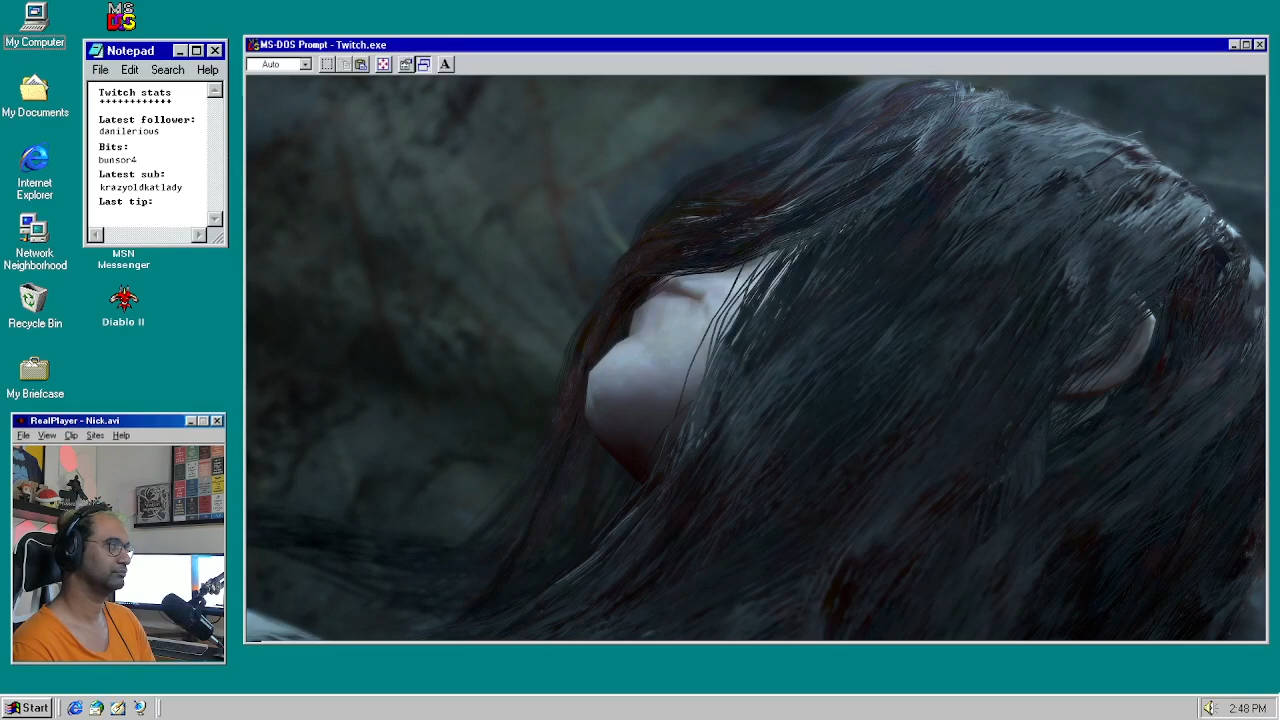 My Computer
My Documents
Internet
Explorer
Network
Neighborhood
Recycle Bin
My Briefcase
MS
DOS
MSN
Messenger
Diablo II
Notepad
File Edit Search Help
Twitch stats
++++++++++++
Latest follower:
danilerious
Bits:
bunsor4
Latest sub:
krazyoldkatlady
Last tip:
RealPlayer - Nick.avi
File View Clip Sites Help
MS-DOS Prompt - Twitch.exe
Auto
A
Start
2:48 PM